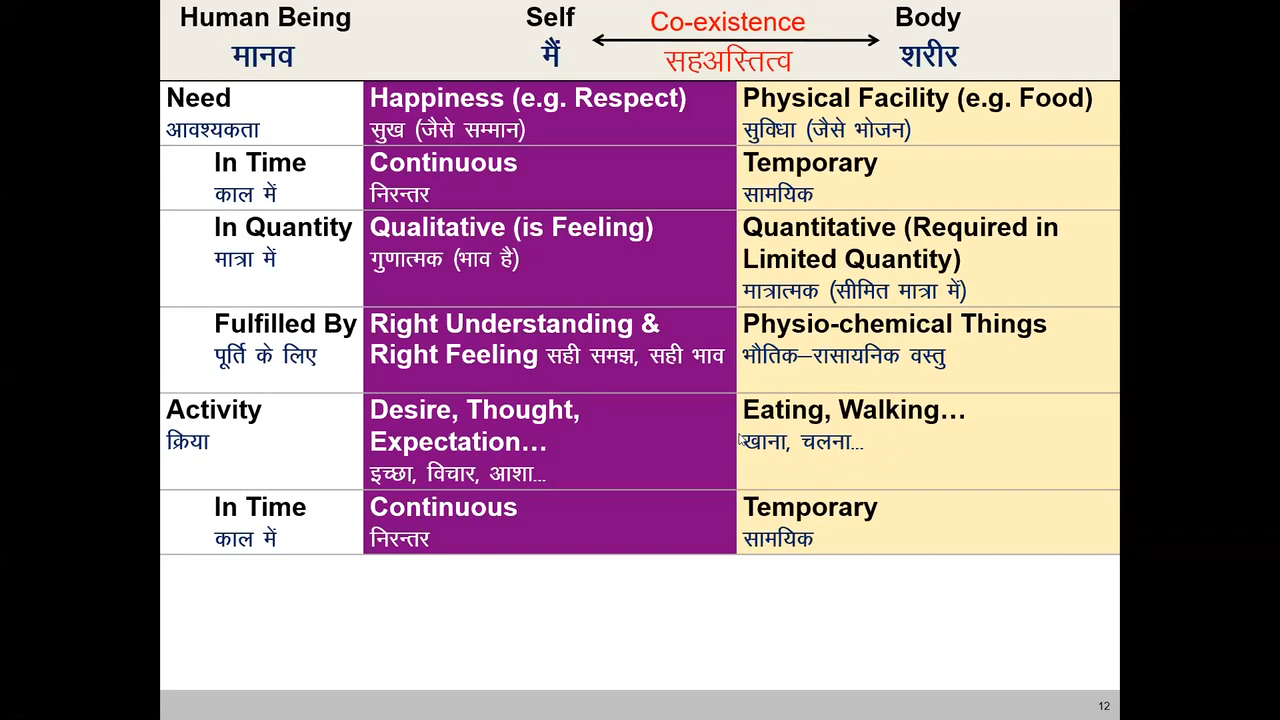 Human Being Self Co-existence Body
मानव मैं सहअस्तित्व शरीर
Need Happiness (e.g. Respect) Physical Facility (e.g. Food)
आवश्यकता सुख (जैसे सम्मान) सुविधा (जैसे भोजन)
In Time Continuous Temporary
काल में निरन्तर सामयिक
In Quantity Qualitative (is Feeling) Quantitative (Required in
मात्रा में गुणात्मक (भाव है) Limited Quantity)
मात्रात्मक (सीमित मात्रा में)
Fulfilled By Right Understanding & Physio-chemical Things
पूर्ति के लिए Right Feeling सही समझ, सही भाव भौतिक–रासायनिक वस्तु
Activity Desire, Thought, Eating, Walking…
क्रिया Expectation… खाना, चलना...
इच्छा, विचार, आशा...
In Time Continuous Temporary
काल में निरन्तर सामयिक
12